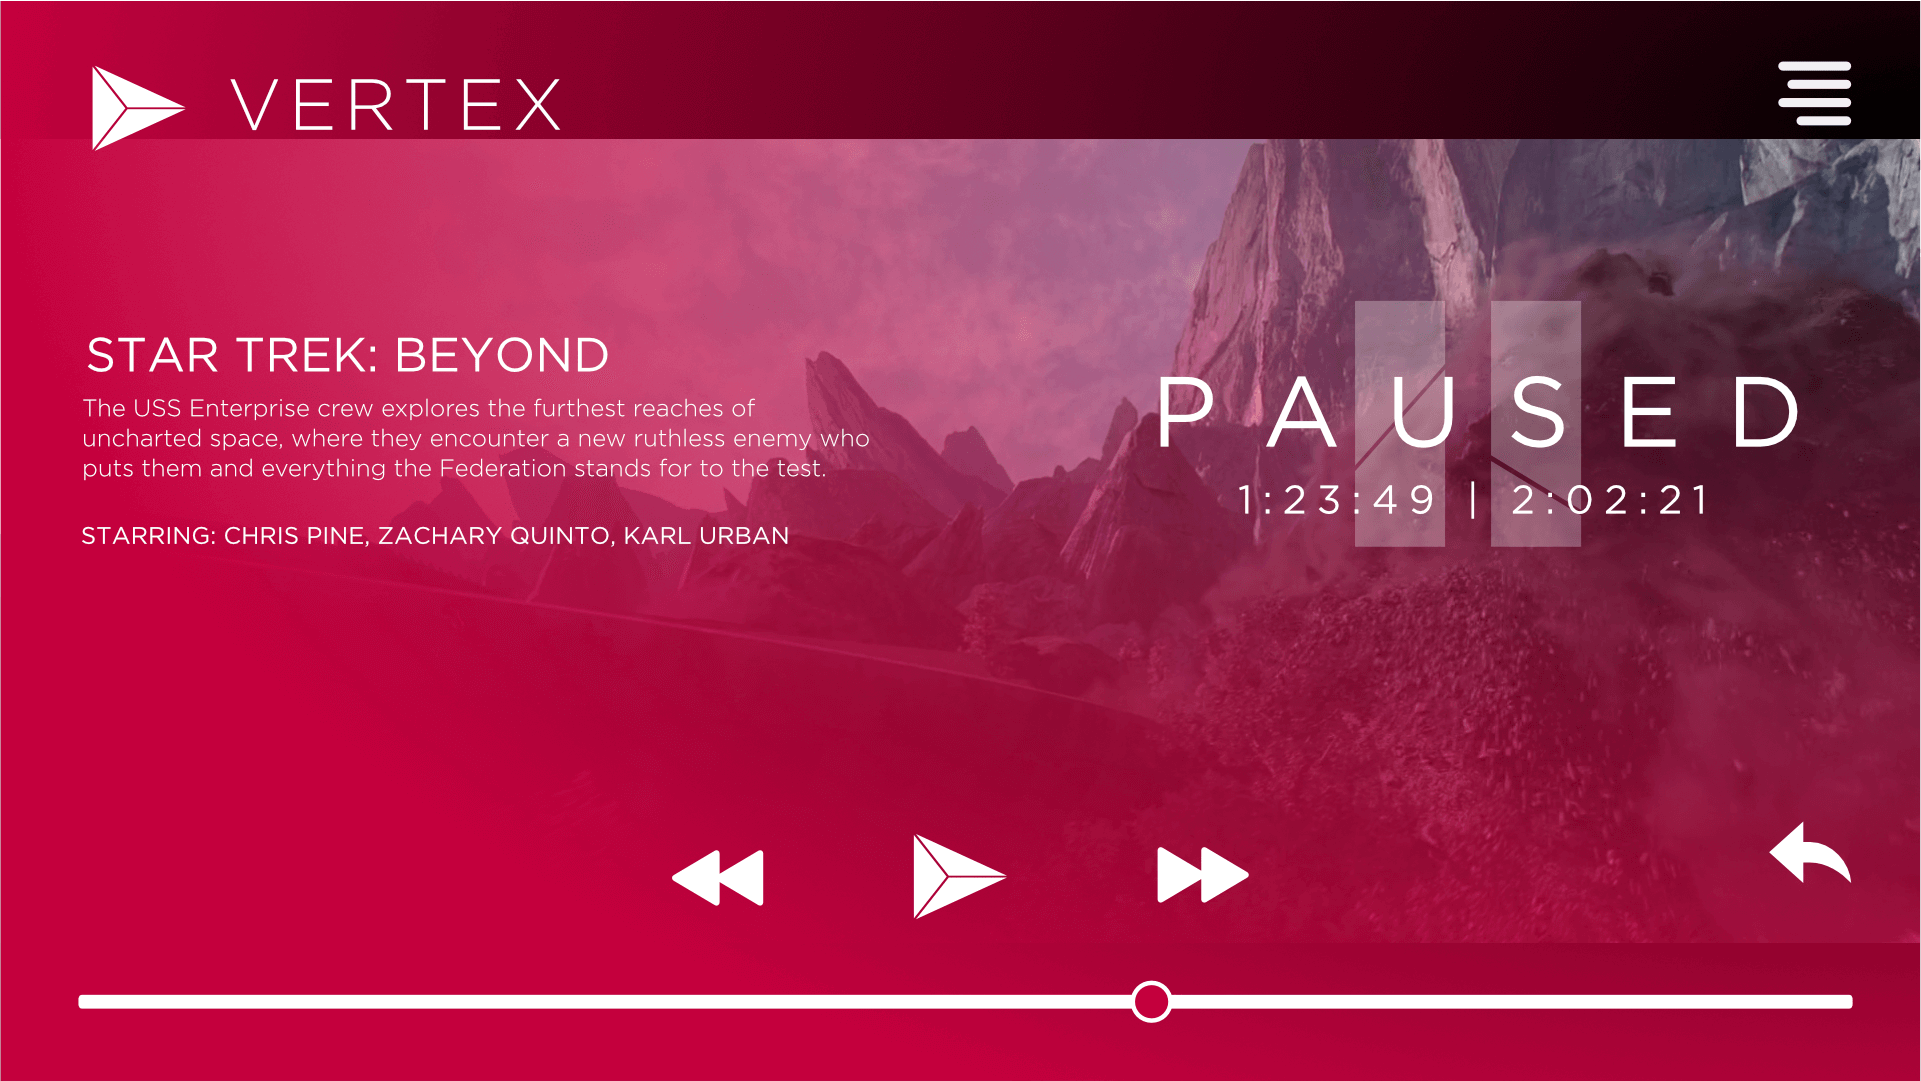 VERTEX
STAR TREK: BEYOND
The USS Enterprise crew explores the furthest reaches of
uncharted space, where they encounter a new ruthless enemy who
puts them and everything the Federation stands for to the test.
STARRING: CHRIS PINE, ZACHARY QUINTO, KARL URBAN
PAUSED
1:23:49 | 2:02:21